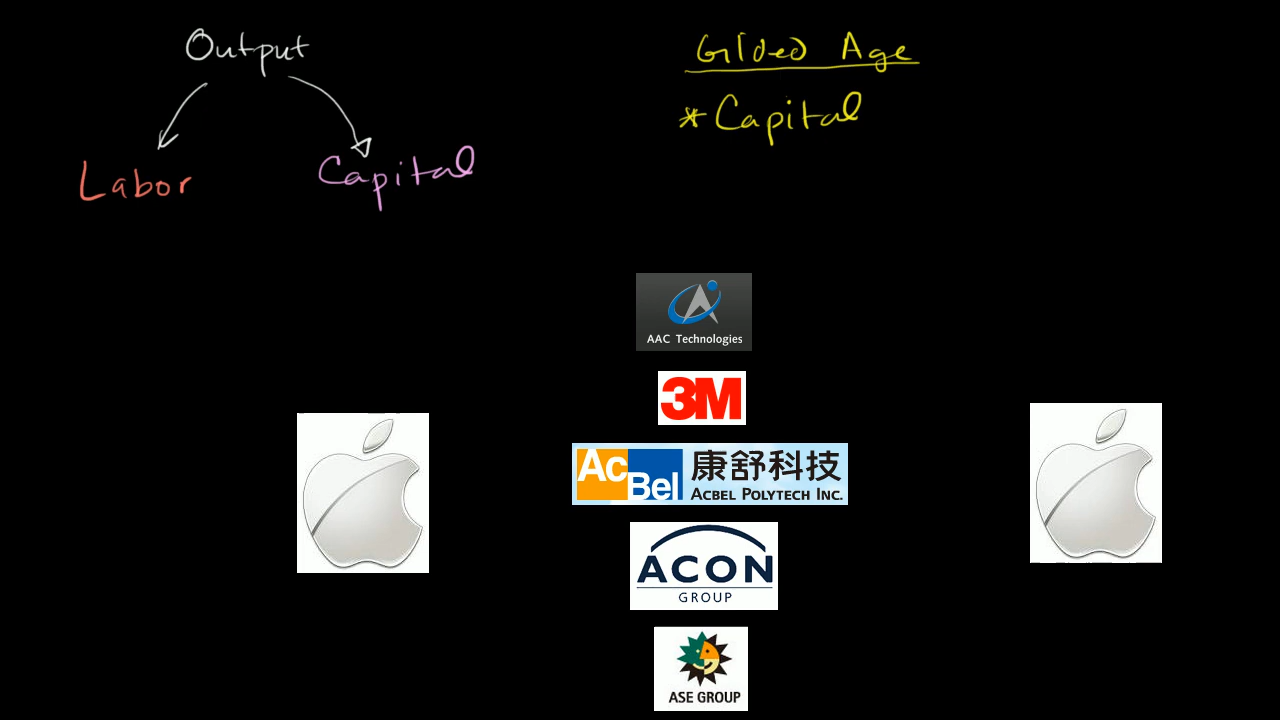 Output
Labor
Capital
Gilded Age
*Capital
AAC Technologies
3M
AcBel 康舒科技
ACBEL POLYTECH INC.
ACON
GROUP
ASE GROUP